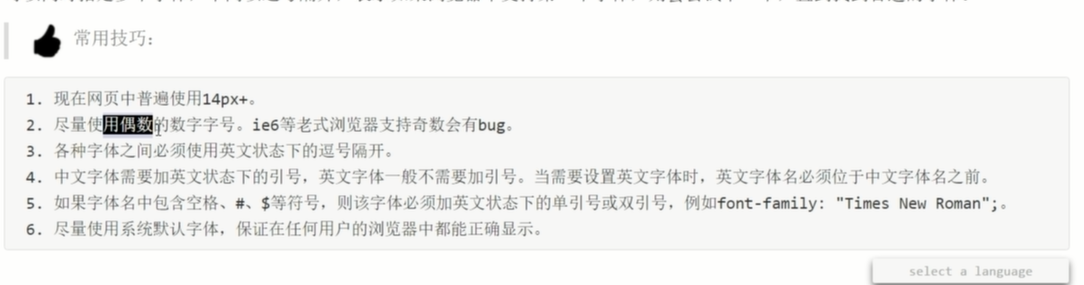 常用技巧：
1. 现在网页中普遍使用14px+。
2. 尽量使用偶数的数字字号。ie6等老式浏览器支持奇数会有bug。
3. 各种字体之间必须使用英文状态下的逗号隔开。
4. 中文字体需要加英文状态下的引号，英文字体一般不需要加引号。当需要设置英文字体时，英文字体名必须位于中文字体名之前。
5. 如果字体名中包含空格、#、$等符号，则该字体必须加英文状态下的单引号或双引号，例如font-family: "Times New Roman";。
6. 尽量使用系统默认字体，保证在任何用户的浏览器中都能正确显示。
select a language